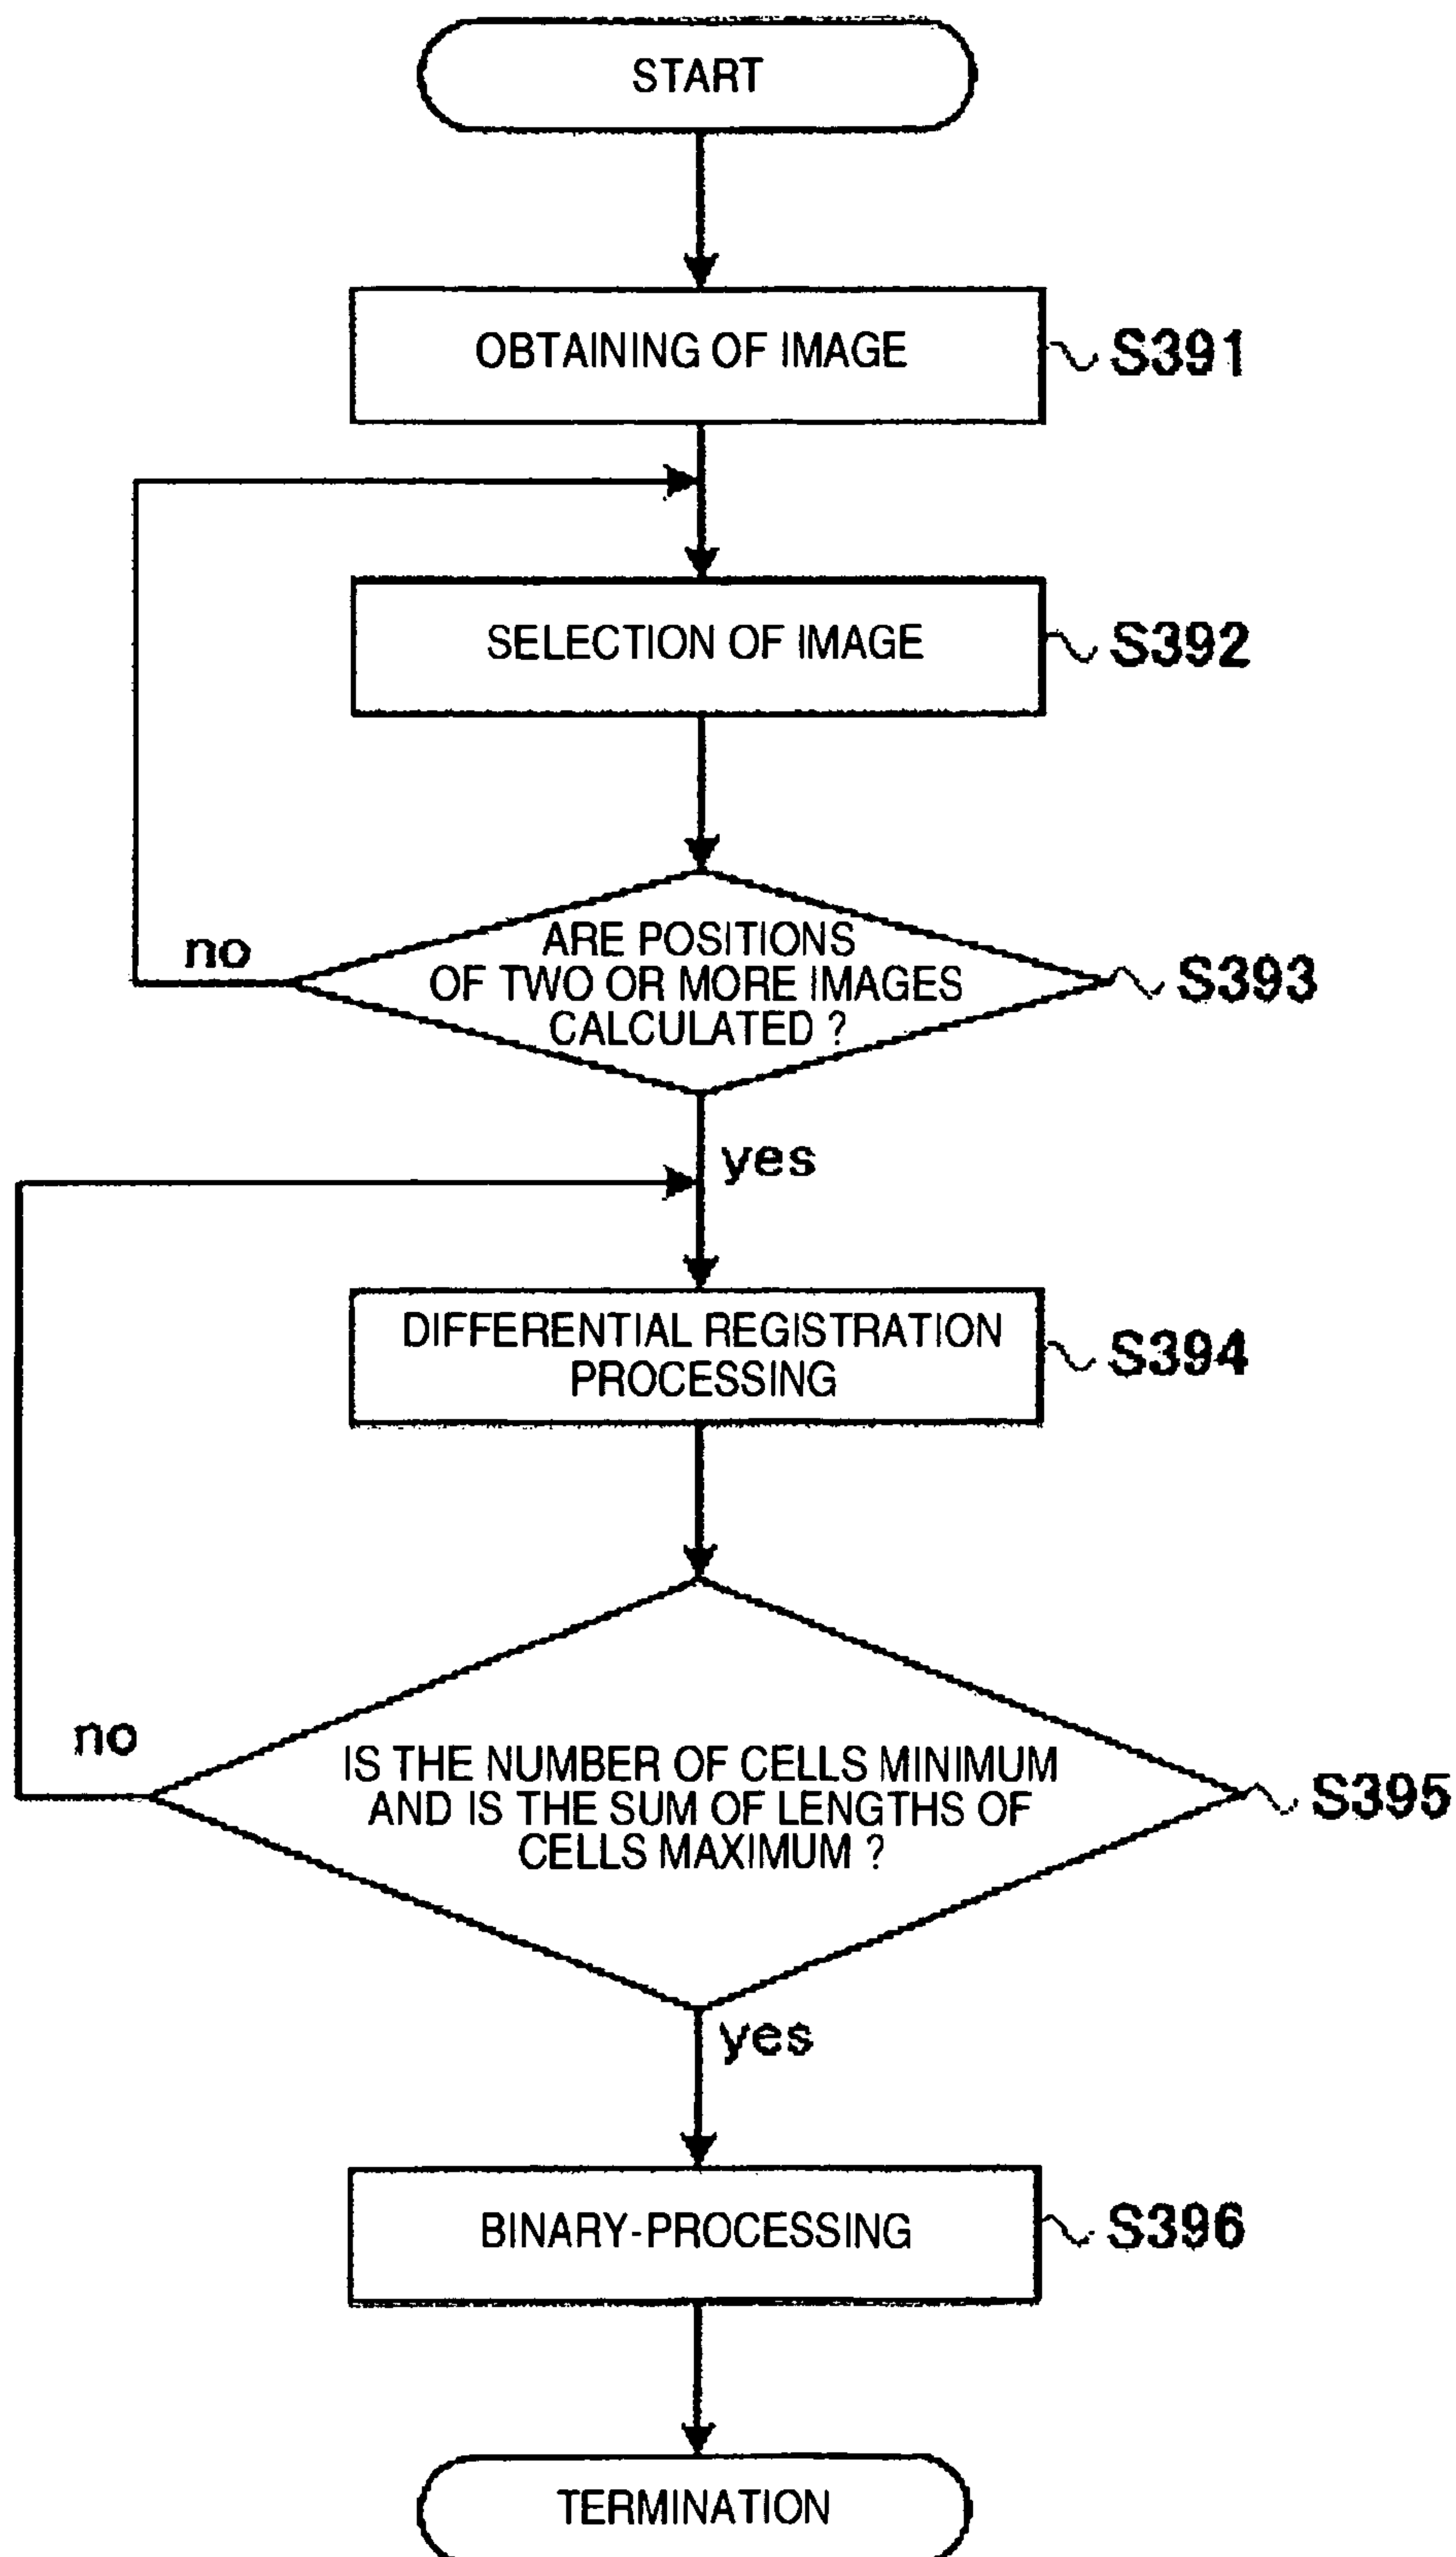 START
OBTAINING OF IMAGE
S391
SELECTION OF IMAGE
S392
ARE POSITIONS
OF TWO OR MORE IMAGES
CALCULATED ?
no
S393
yes
DIFFERENTIAL REGISTRATION
PROCESSING
S394
no
IS THE NUMBER OF CELLS MINIMUM
AND IS THE SUM OF LENGTHS OF
CELLS MAXIMUM ?
S395
yes
BINARY-PROCESSING
S396
TERMINATION